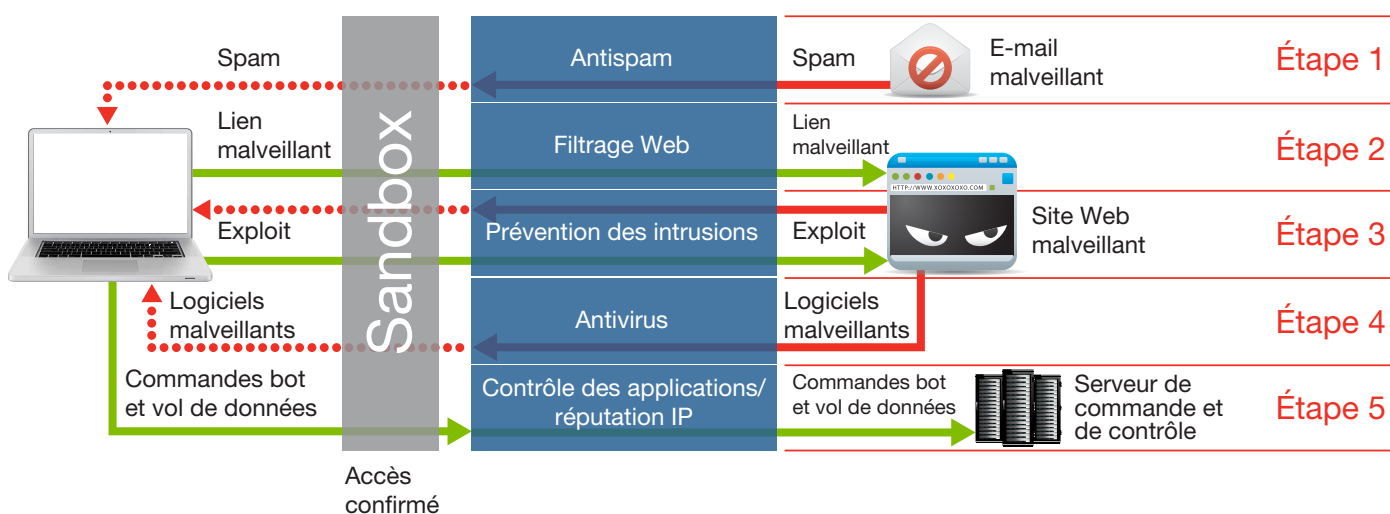 Spam
Antispam
Spam
E-mail
malveillant
Étape 1
Lien
malveillant
Filtrage Web
Lien
malveillant
Étape 2
HTTP://WWW.XOXOXOXO.COM
Sandbox
Exploit
Prévention des intrusions
Exploit
Site Web
malveillant
Étape 3
Logiciels
malveillants
Antivirus
Logiciels
malveillants
Étape 4
Commandes bot
et vol de données
Contrôle des applications/
réputation IP
Commandes bot
et vol de données
Serveur de
commande et
de contrôle
Étape 5
Accès
confirmé